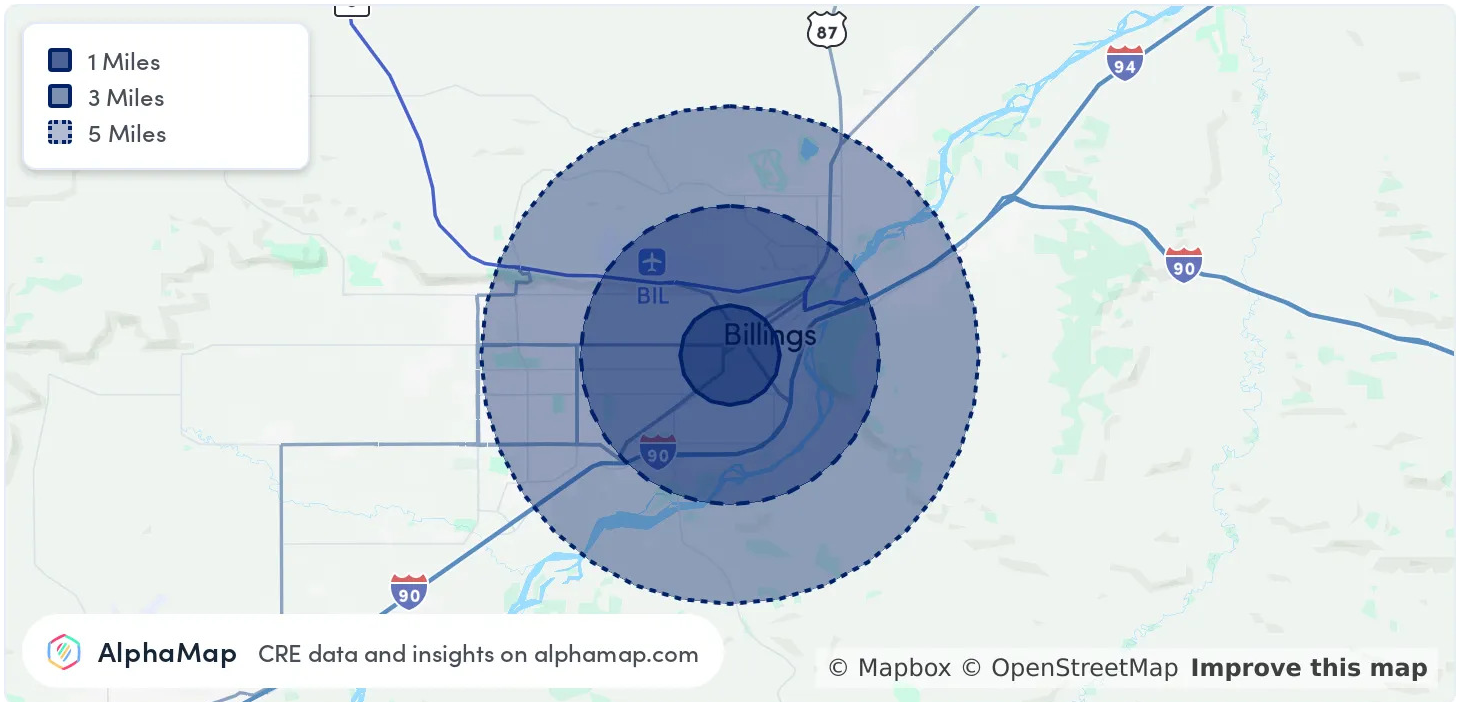 1 Miles
3 Miles
5 Miles
87
94
90
BIL
Billings
90
90
AlphaMap CRE data and insights on alphamap.com
© Mapbox © OpenStreetMap Improve this map